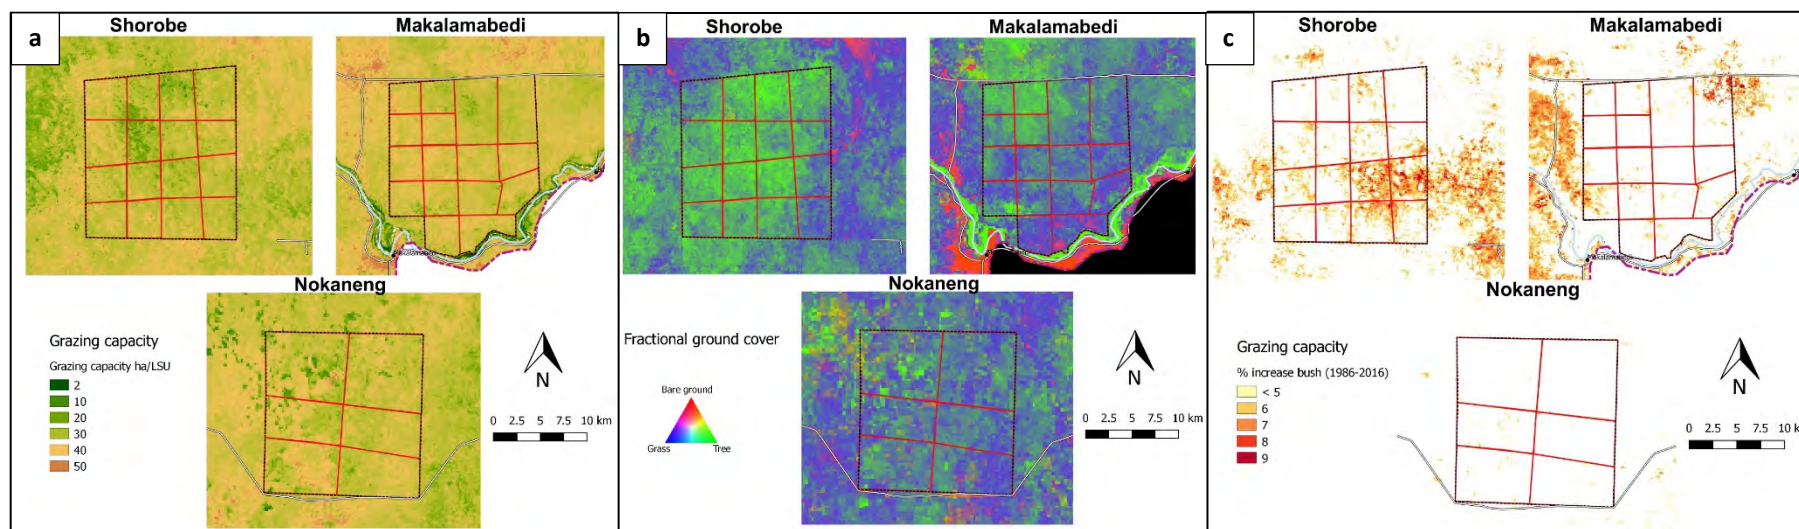 a
Shorobe
Makalamabedi
Makalamabedi
Nokaneng
Grazing capacity
Grazing capacity ha/LSU
2
10
20
30
40
50
N
0 2.5 5 7.5 10 km
b
Shorobe
Makalamabedi
Nokaneng
Fractional ground cover
Bare ground
Grass Tree
N
0 2.5 5 7.5 10 km
c
Shorobe
Makalamabedi
Makalamabedi
Nokaneng
Grazing capacity
% increase bush (1986-2016)
< 5
6
7
8
9
N
0 2.5 5 7.5 10 k